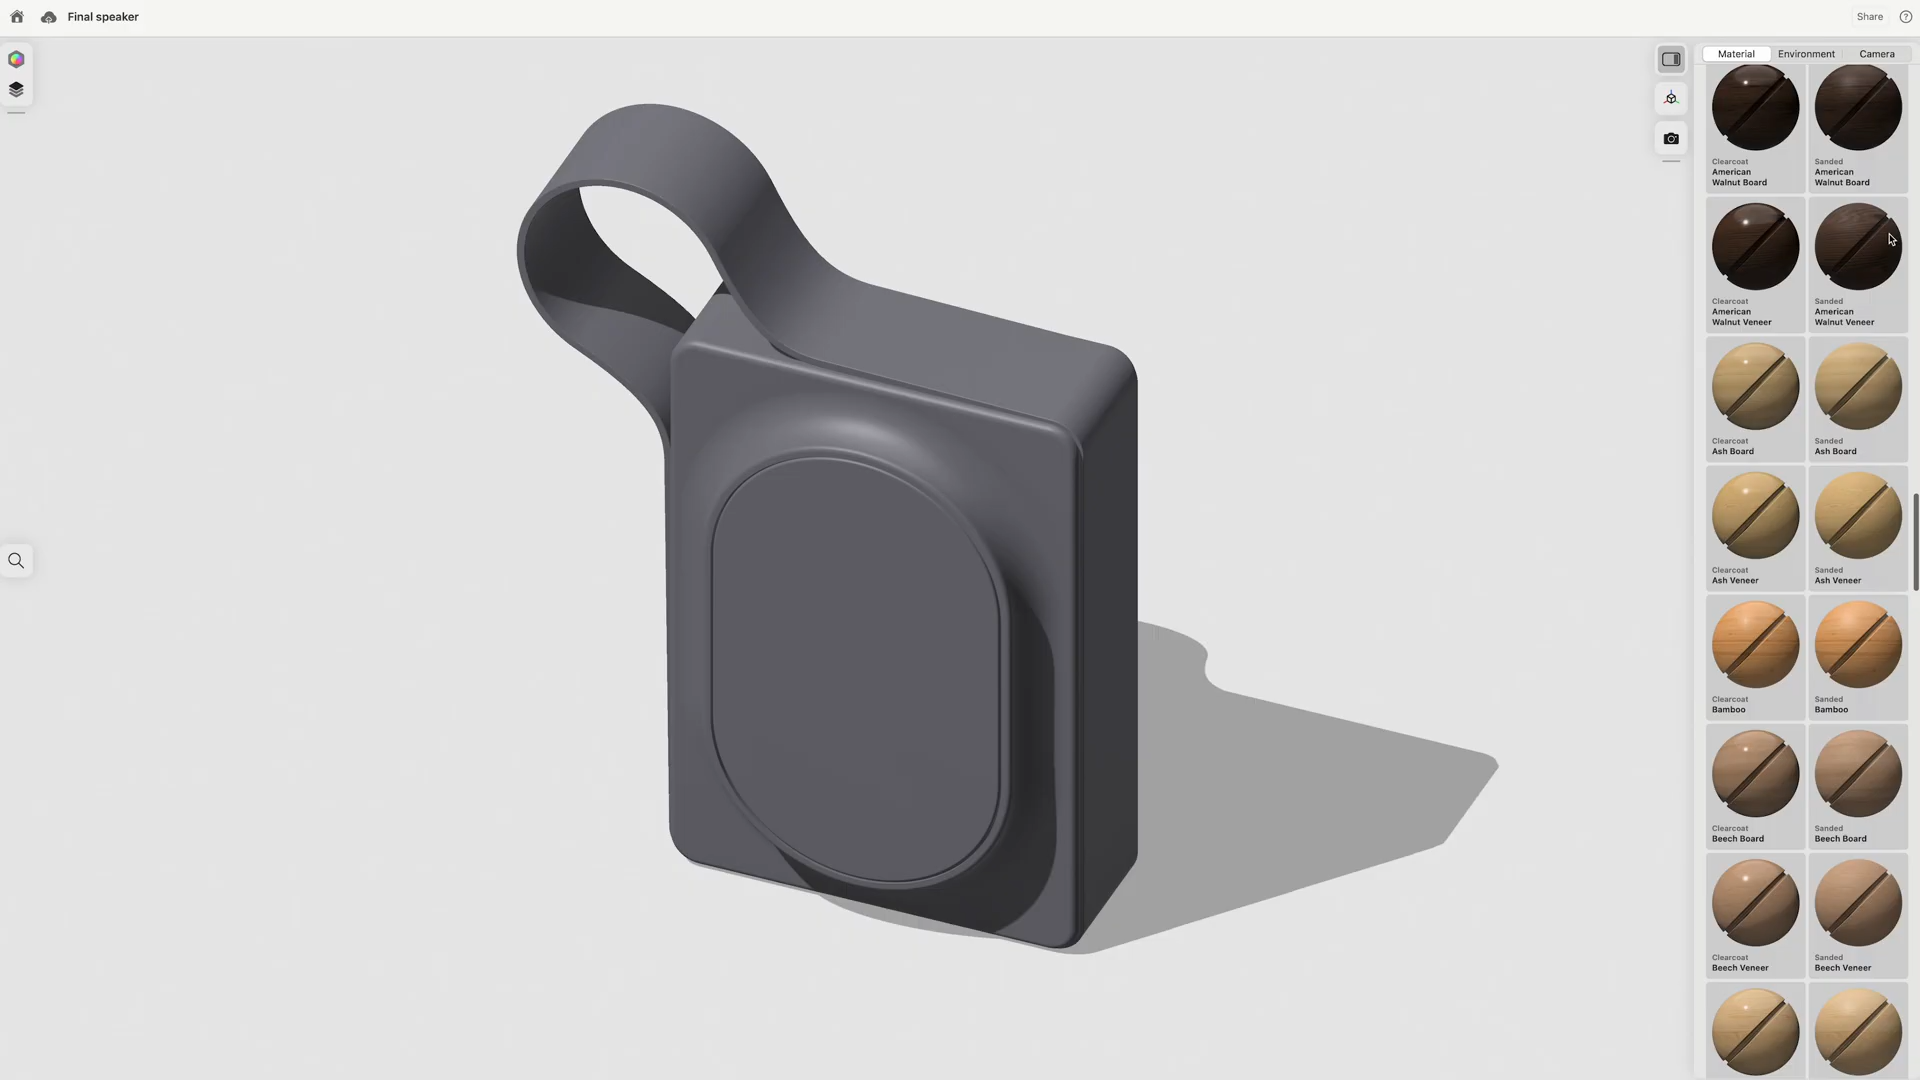 Final speaker
Share
Material
Environment
Camera
Clearcoat
American
Walnut Board
Sanded
American
Walnut Board
Clearcoat
American
Walnut Veneer
Sanded
American
Walnut Veneer
Clearcoat
Ash Board
Sanded
Ash Board
Clearcoat
Ash Veneer
Sanded
Ash Veneer
Clearcoat
Bamboo
Sanded
Bamboo
Clearcoat
Beech Board
Sanded
Beech Board
Clearcoat
Beech Veneer
Sanded
Beech Veneer